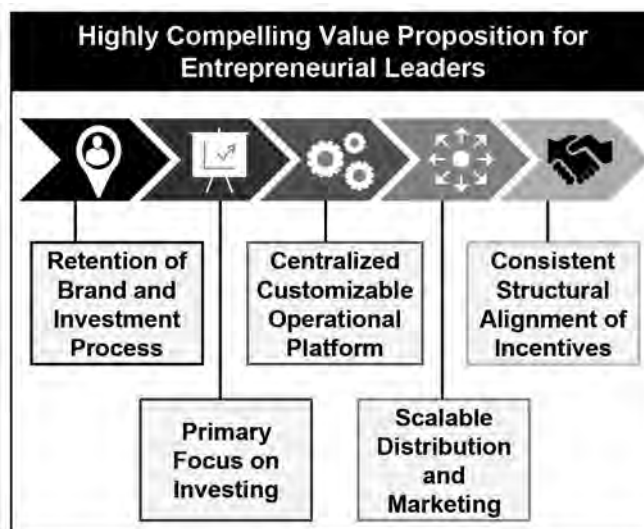 Highly Compelling Value Proposition for
Entrepreneurial Leaders
Retention of
Brand and
Investment
Process
Primary
Focus on
Investing
Centralized
Customizable
Operational
Platform
Scalable
Distribution
and
Marketing
Consistent
Structural
Alignment of
Incentives